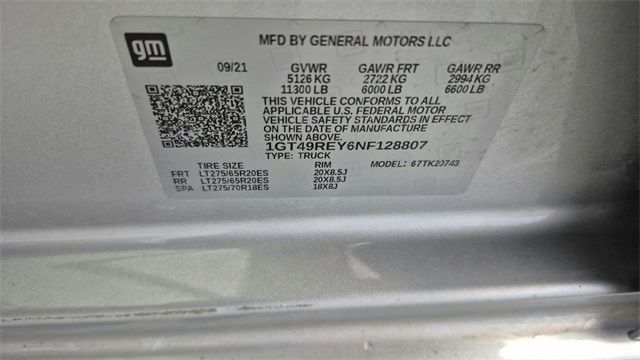 gm
MFD BY GENERAL MOTORS LLC
09/21 GVWR GAWR FRT GAWR RR
5126 KG 2722 KG 2994 KG
11300 LB 6000 LB 6600 LB
THIS VEHICLE CONFORMS TO ALL
APPLICABLE U.S. FEDERAL MOTOR
VEHICLE SAFETY STANDARDS IN EFFECT
ON THE DATE OF MANUFACTURE
SHOWN ABOVE.
1GT49REY6NF128807
TYPE: TRUCK MODEL: 67TK20743
TIRE SIZE RIM
FRT LT275/65R20ES 20X8.5J
RR LT275/65R20ES 20X8.5J
SPA LT275/70R18ES 18X8J